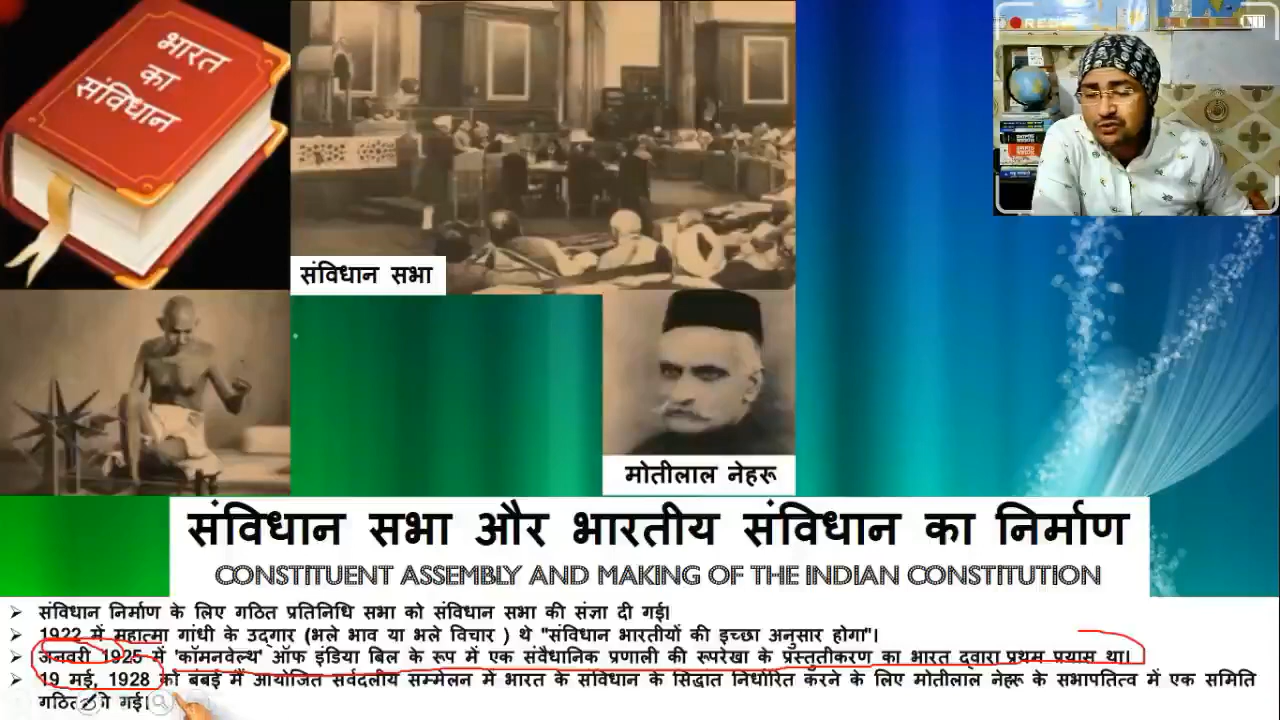 भारत
का
संविधान
संविधान सभा
मोतीलाल नेहरू
संविधान सभा और भारतीय संविधान का निर्माण
CONSTITUENT ASSEMBLY AND MAKING OF THE INDIAN CONSTITUTION
➢ संविधान निर्माण के लिए गठित प्रतिनिधि सभा को संविधान सभा की संज्ञा दी गई।
➢ 1922 में महात्मा गांधी के उद्गार (भले भाव या भले विचार ) थे "संविधान भारतीयों की इच्छा अनुसार होगा"।
➢ जनवरी 1925 में 'कॉमनवेल्थ' ऑफ इंडिया बिल के रूप में एक संवैधानिक प्रणाली की रूपरेखा के प्रस्तुतीकरण का भारत द्वारा प्रथम प्रयास था।
➢ 19 मई, 1928 को बंबई में आयोजित सर्वदलीय सम्मेलन में भारत के संविधान के सिद्धांत निर्धारित करने के लिए मोतीलाल नेहरू के सभापतित्व में एक समिति
गई।